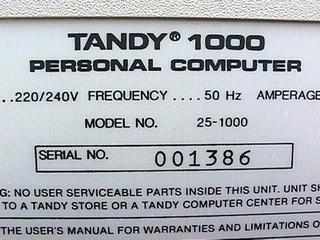 TANDY® 1000
PERSONAL COMPUTER
..220/240V FREQUENCY....50 Hz AMPERAGE
MODEL NO. 25-1000
SERIAL NO. 001386
G: NO USER SERVICEABLE PARTS INSIDE THIS UNIT. UNIT SH
TO A TANDY STORE OR A TANDY COMPUTER CENTER FOR S
THE USER'S MANUAL FOR WARRANTIES AND LIMITATIONS O